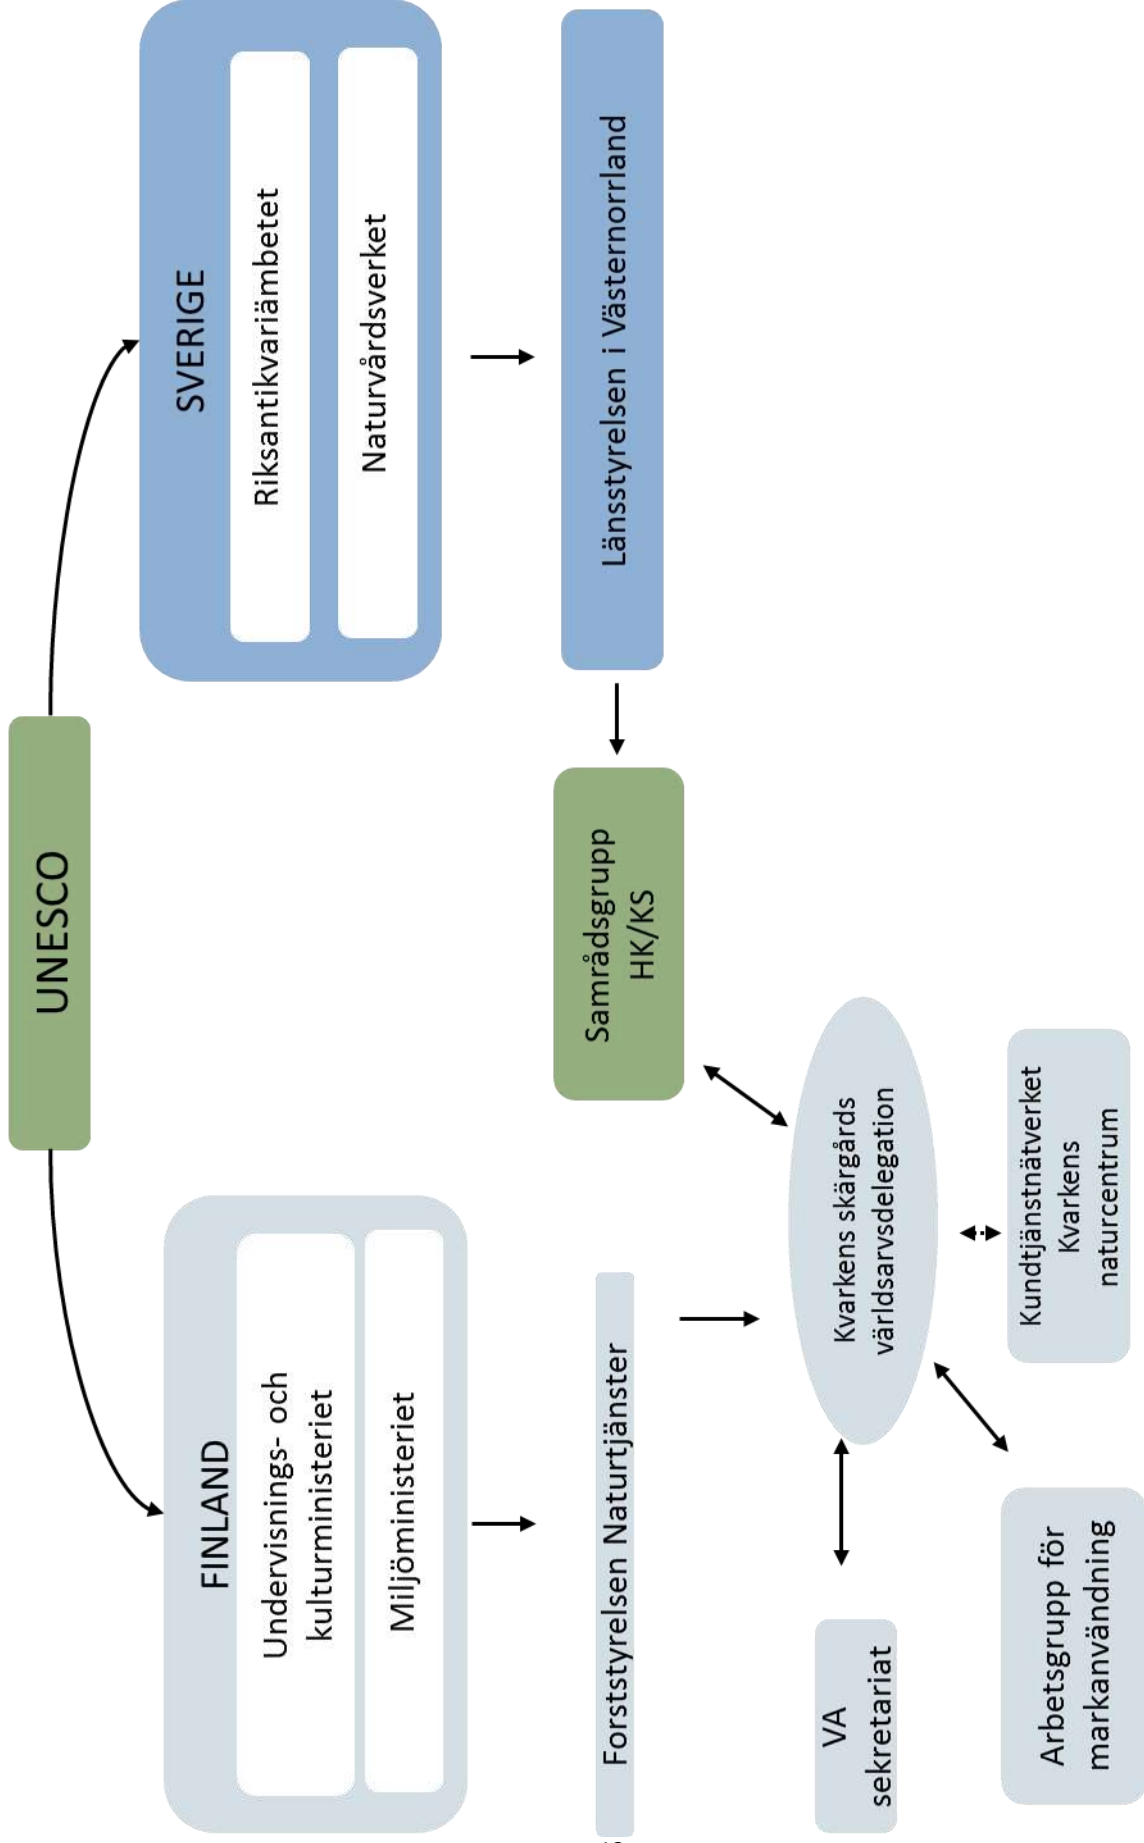 UNESCO
FINLAND
Undervisnings- och
kulturministeriet
Miljöministeriet
SVERIGE
Riksantikvariämbetet
Naturvårdsverket
Forststyrelsen Naturtjänster
Samrådsgrupp
HK/KS
Länsstyrelsen i Västernorrland
VA
sekretariat
Kvarkens skärgårds
världsarvsdelegation
Arbetsgrupp för
markanvändning
Kundtjänstnätverket
Kvarkens
naturcentrum